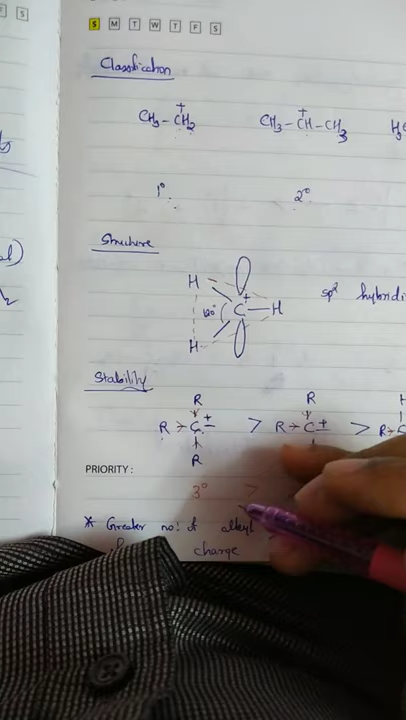 S M T W T F S
Classification
CH3 - C+H2 CH3 - C+H - CH3 H3
1° 2°
Structure
H
120° C+ H sp2 hybridi
H
Stability
R R H
R → C+ > R → C+ > R → C
R
PRIORITY :
3° >
* Greater no: of alkyl
charge